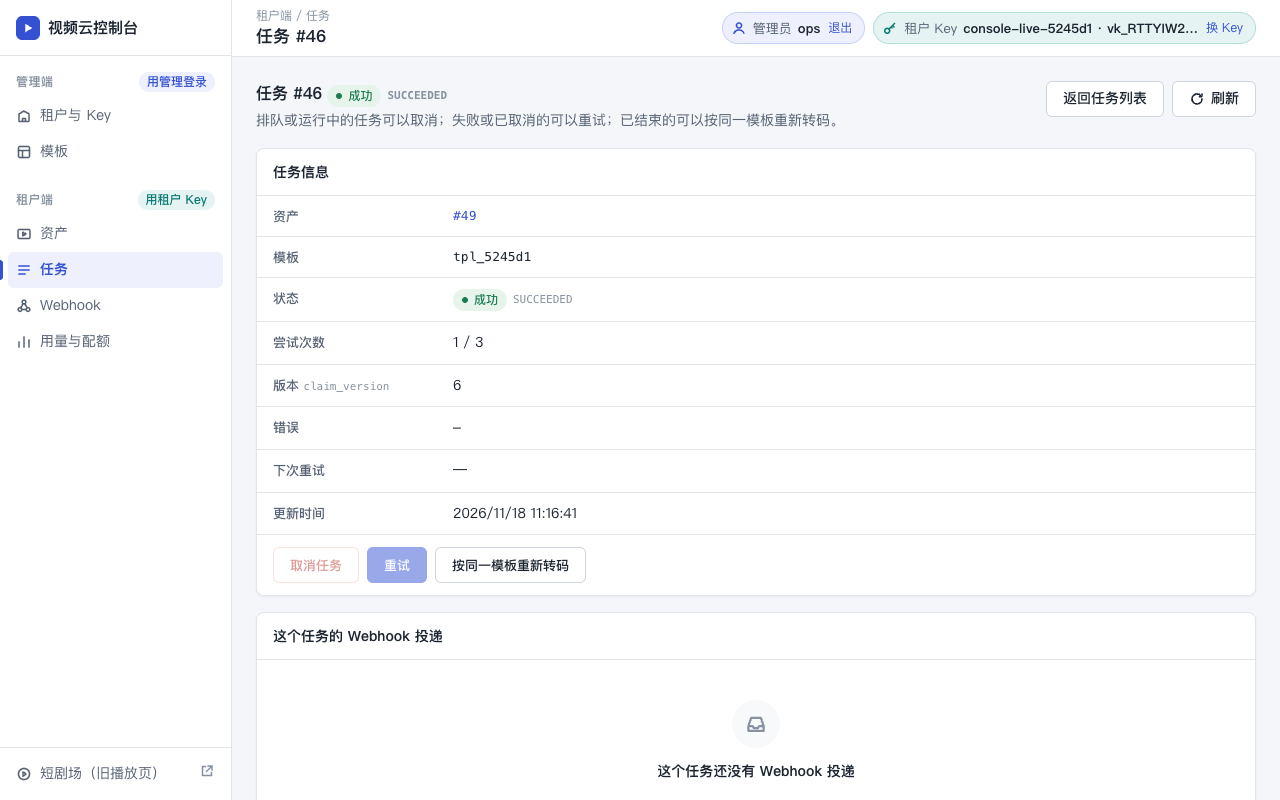 视频云控制台
管理端 用管理登录
租户与 Key
模板
租户端 用租户 Key
资产
任务
Webhook
用量与配额
短剧场（旧播放页）
租户端 / 任务
任务 #46
管理员 ops 退出
租户 Key console-live-5245d1 · vk_RTTYIW2... 换 Key
任务 #46 成功 SUCCEEDED
排队或运行中的任务可以取消；失败或已取消的可以重试；已结束的可以按同一模板重新转码。
返回任务列表
刷新
任务信息
资产 #49
模板 tpl_5245d1
状态 成功 SUCCEEDED
尝试次数 1 / 3
版本 claim_version 6
错误 –
下次重试 —
更新时间 2026/11/18 11:16:41
取消任务 重试 按同一模板重新转码
这个任务的 Webhook 投递
这个任务还没有 Webhook 投递